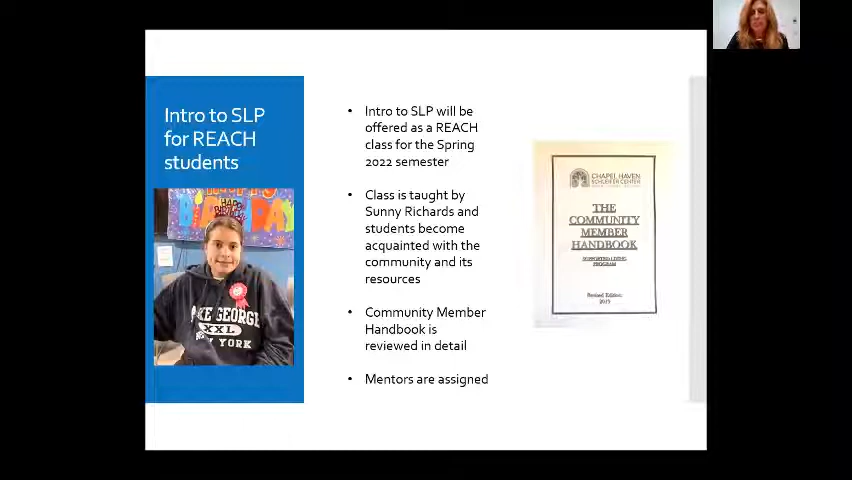 Intro to SLP
for REACH
students
HAPPY
BIRTHDAY
GEORGE
XXL
YORK
• Intro to SLP will be
offered as a REACH
class for the Spring
2022 semester
• Class is taught by
Sunny Richards and
students become
acquainted with the
community and its
resources
• Community Member
Handbook is
reviewed in detail
• Mentors are assigned
CHAPEL HAVEN
SCHLEIFER CENTER
THE
COMMUNITY
MEMBER
HANDBOOK
SUPPORTED LIVING
PROGRAM
Revised Edition:
2015